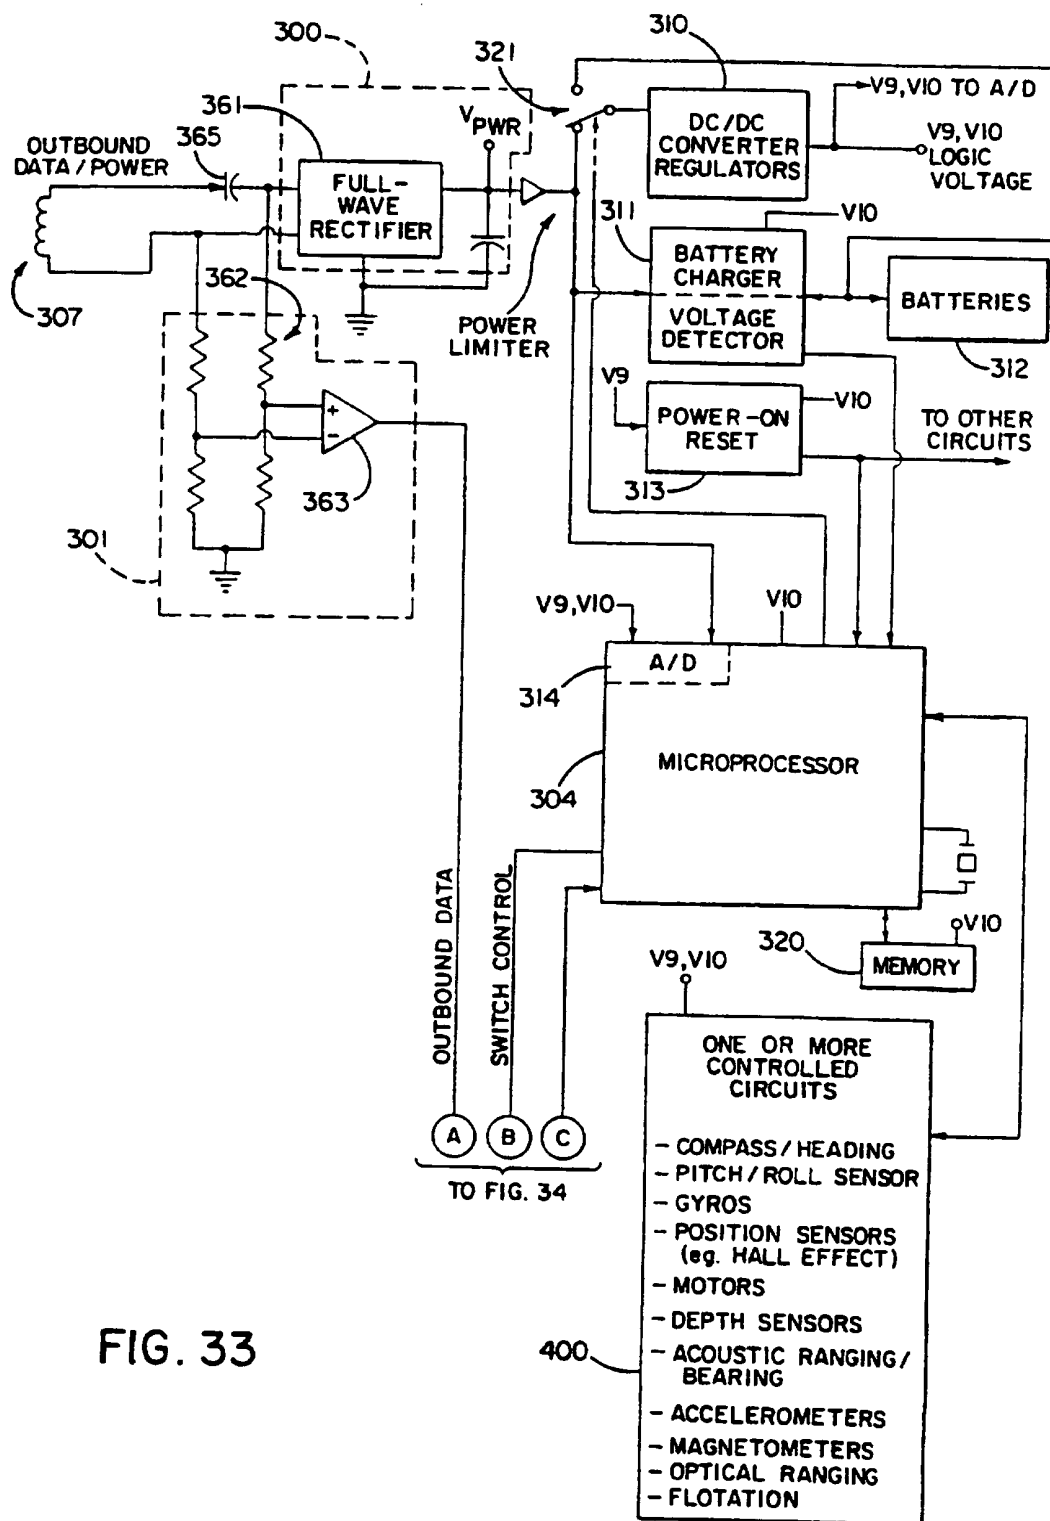 300
321
310
361
V PWR
V9, V10 TO A/D
365
OUTBOUND
DATA/POWER
DC/DC
CONVERTER
REGULATORS
V9, V10
LOGIC
VOLTAGE
FULL-
WAVE
RECTIFIER
311
V10
BATTERY
CHARGER
BATTERIES
362
307
POWER
LIMITER
VOLTAGE
DETECTOR
312
V9
V10
+
−
POWER-ON
RESET
TO OTHER
CIRCUITS
363
313
301
V9, V10
V10
A/D
314
MICROPROCESSOR
304
OUTBOUND DATA
SWITCH CONTROL
V10
320
MEMORY
V9, V10
ONE OR MORE
CONTROLLED
CIRCUITS
A B C
TO FIG. 34
- COMPASS/HEADING
- PITCH/ROLL SENSOR
- GYROS
- POSITION SENSORS
(eg. HALL EFFECT)
- MOTORS
- DEPTH SENSORS
400
- ACOUSTIC RANGING/
BEARING
- ACCELEROMETERS
- MAGNETOMETERS
- OPTICAL RANGING
- FLOTATION
FIG. 33